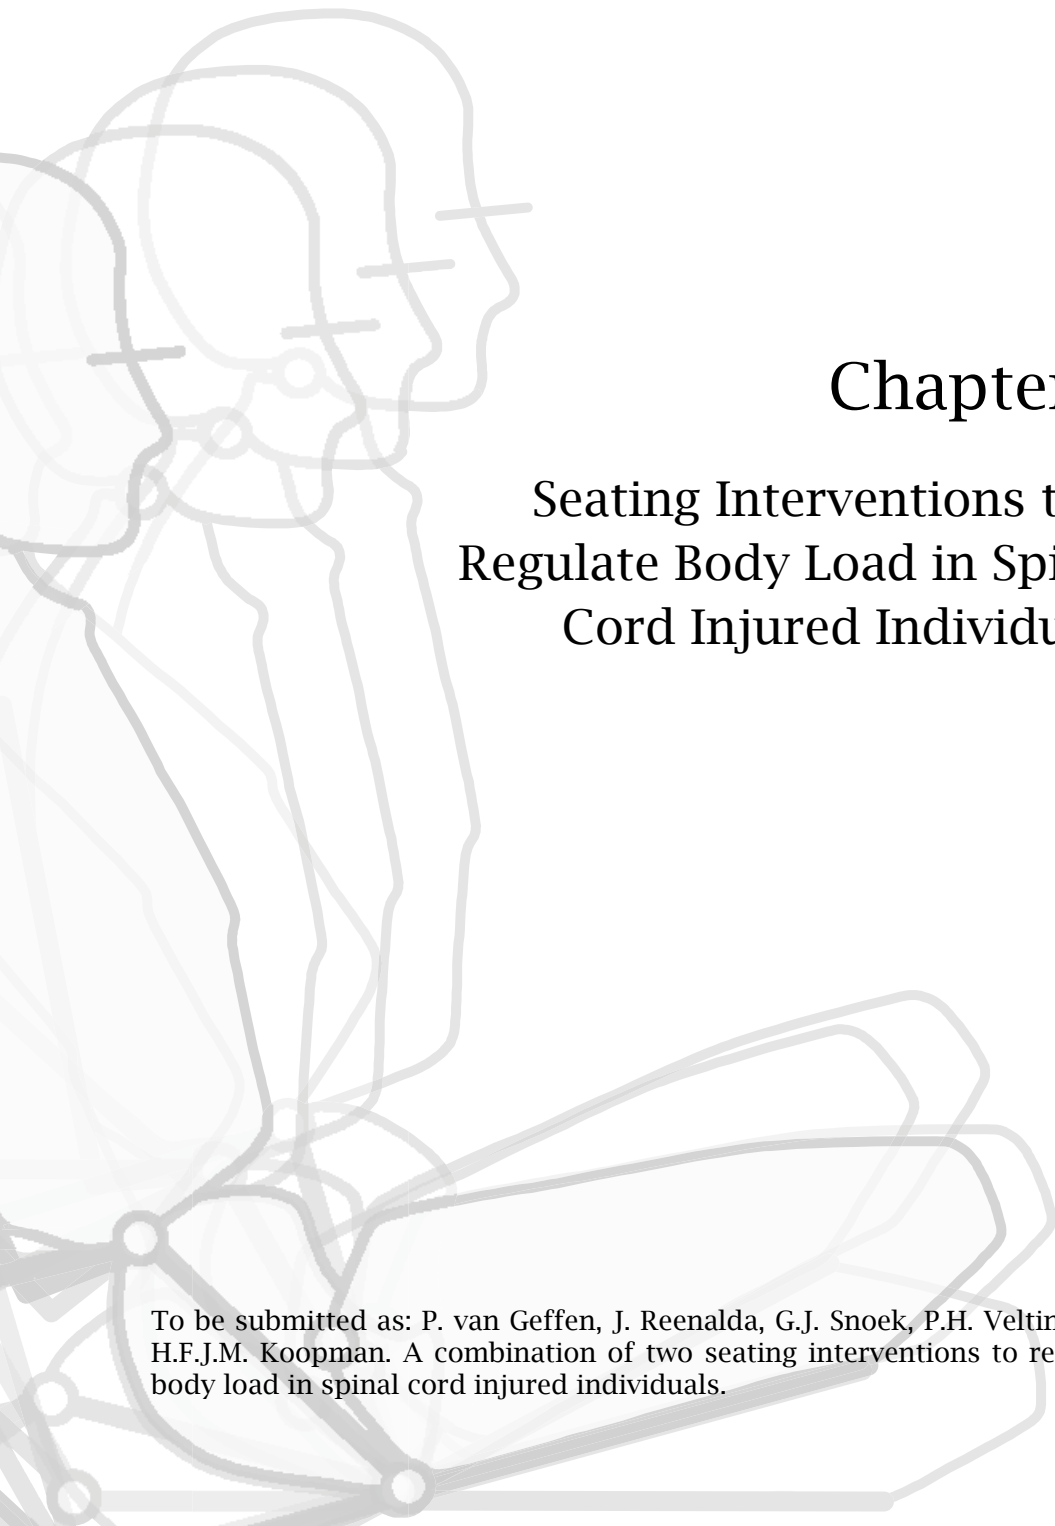 Chapter
Seating Interventions t
Regulate Body Load in Spi
Cord Injured Individu
To be submitted as: P. van Geffen, J. Reenalda, G.J. Snoek, P.H. Veltin
H.F.J.M. Koopman. A combination of two seating interventions to re
body load in spinal cord injured individuals.